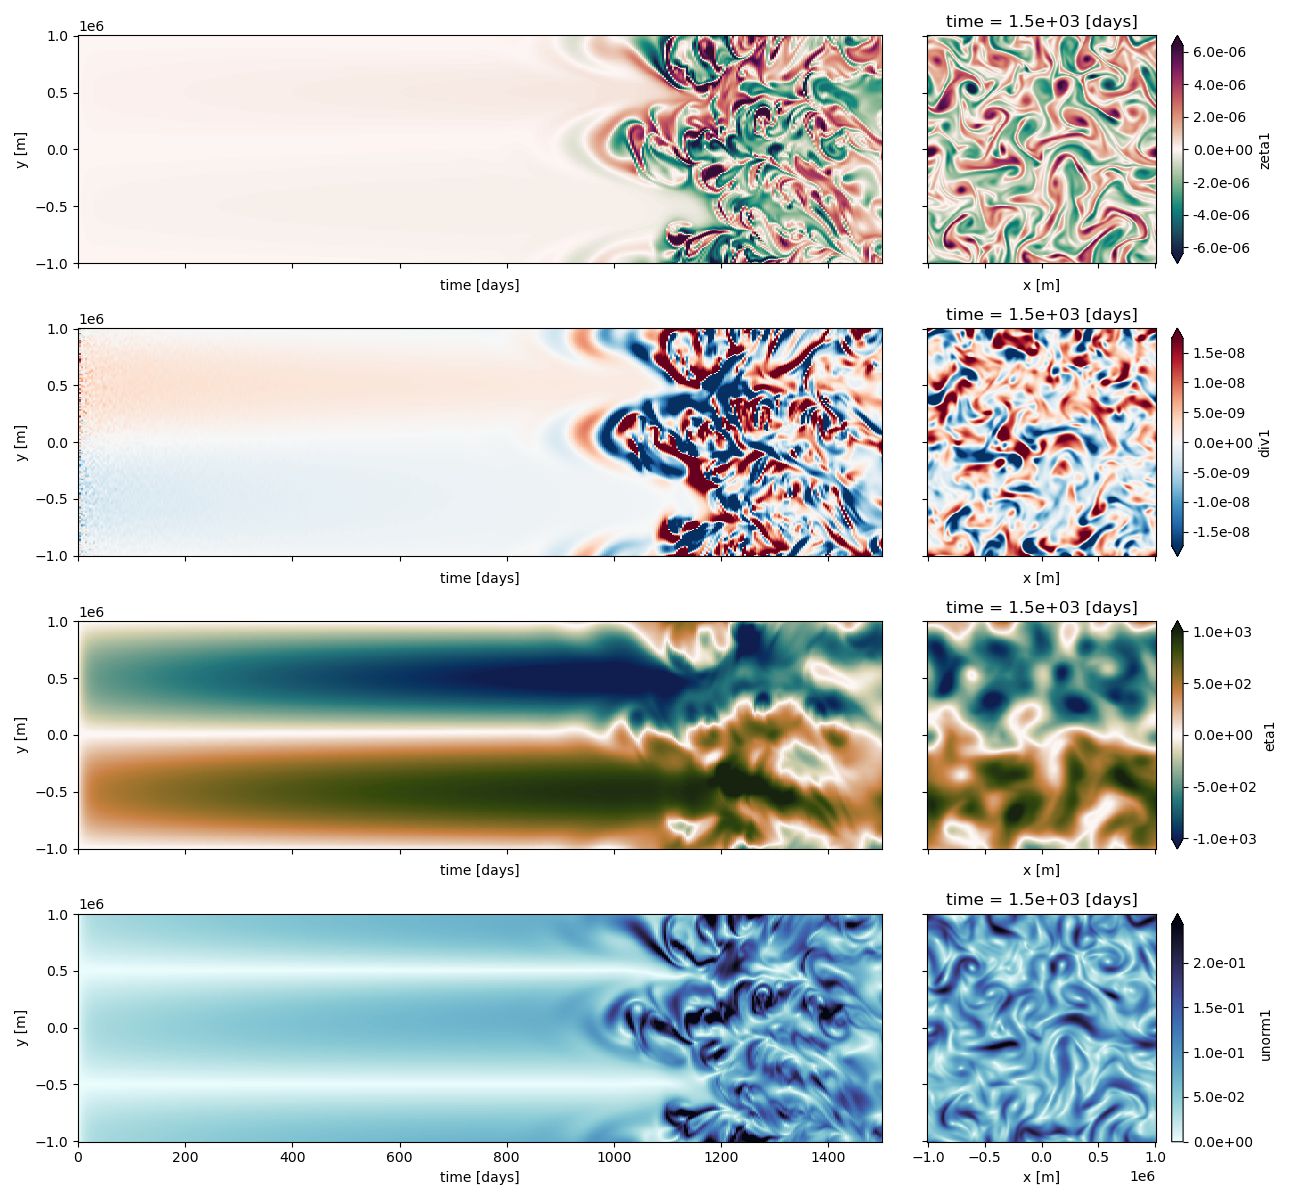 1e6
time = 1.5e+03 [days]
1.0
0.5
0.0
−0.5
−1.0
y [m]
time [days]
x [m]
6.0e-06
4.0e-06
2.0e-06
0.0e+00
-2.0e-06
-4.0e-06
-6.0e-06
zeta1
1e6
time = 1.5e+03 [days]
1.0
0.5
0.0
−0.5
−1.0
y [m]
time [days]
x [m]
1.5e-08
1.0e-08
5.0e-09
0.0e+00
-5.0e-09
-1.0e-08
-1.5e-08
div1
1e6
time = 1.5e+03 [days]
1.0
0.5
0.0
−0.5
−1.0
y [m]
time [days]
x [m]
1.0e+03
5.0e+02
0.0e+00
-5.0e+02
-1.0e+03
eta1
1e6
time = 1.5e+03 [days]
1.0
0.5
0.0
−0.5
−1.0
y [m]
0 200 400 600 800 1000 1200 1400
time [days]
−1.0 −0.5 0.0 0.5 1.0
x [m]
1e6
2.0e-01
1.5e-01
1.0e-01
5.0e-02
0.0e+00
unorm1